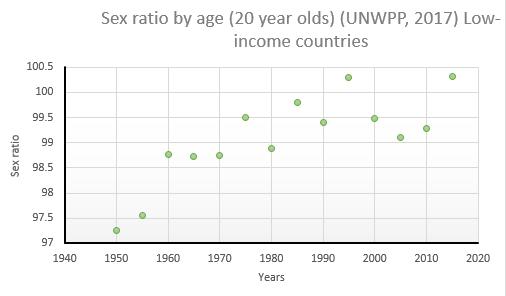 Sex ratio by age (20 year olds) (UNWPP, 2017) Low-
income countries
100.5
100
99.5
99
98.5
98
97.5
97
Sex ratio
1940 1950 1960 1970 1980 1990 2000 2010 2020
Years